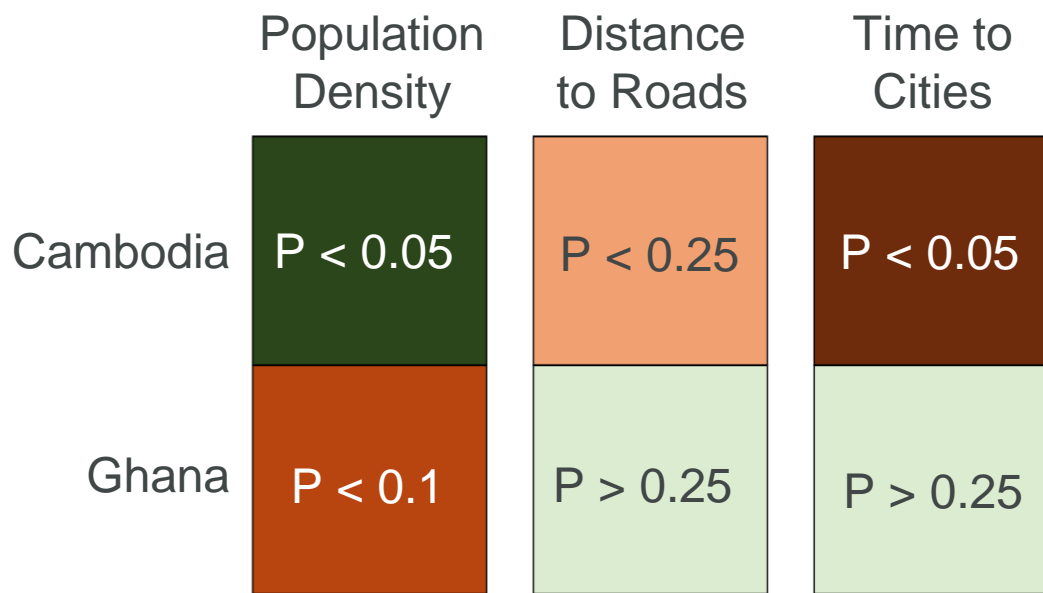 Population
Density
Distance
to Roads
Time to
Cities
Cambodia
P < 0.05
P < 0.25
P < 0.05
Ghana
P < 0.1
P > 0.25
P > 0.25